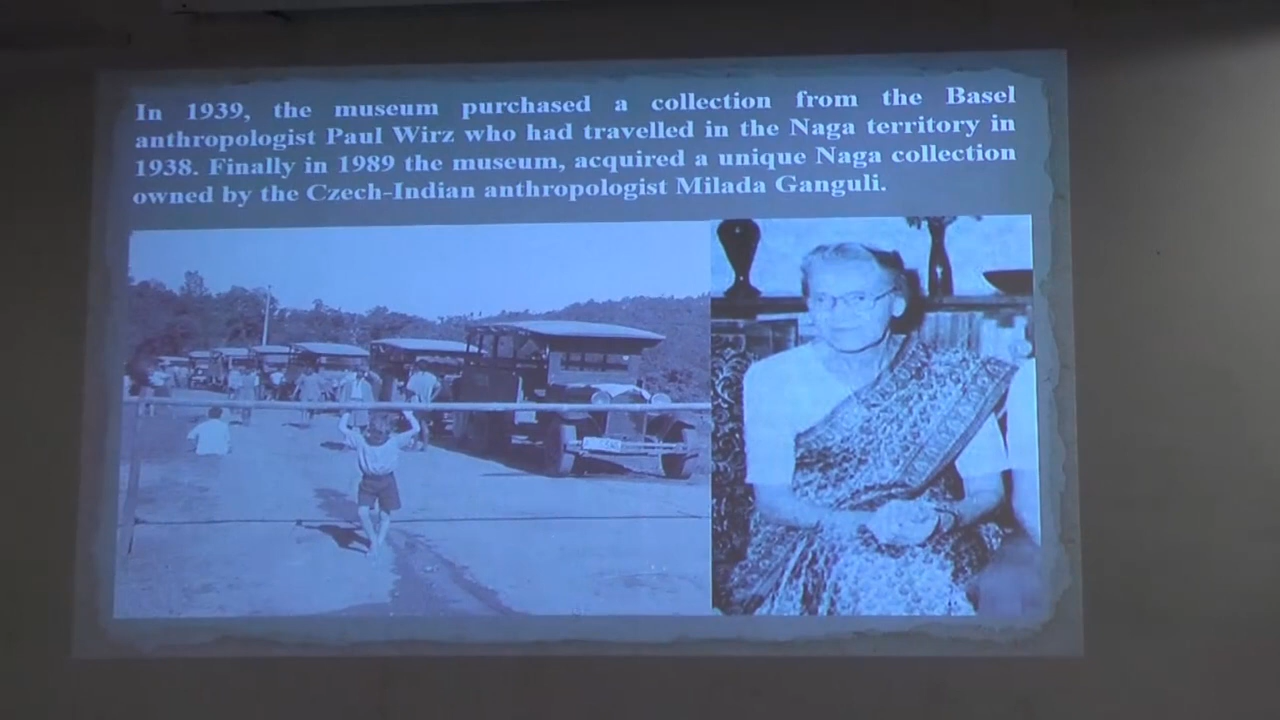 In 1939, the museum purchased a collection from the Basel
anthropologist Paul Wirz who had travelled in the Naga territory in
1938. Finally in 1989 the museum, acquired a unique Naga collection
owned by the Czech-Indian anthropologist Milada Ganguli.